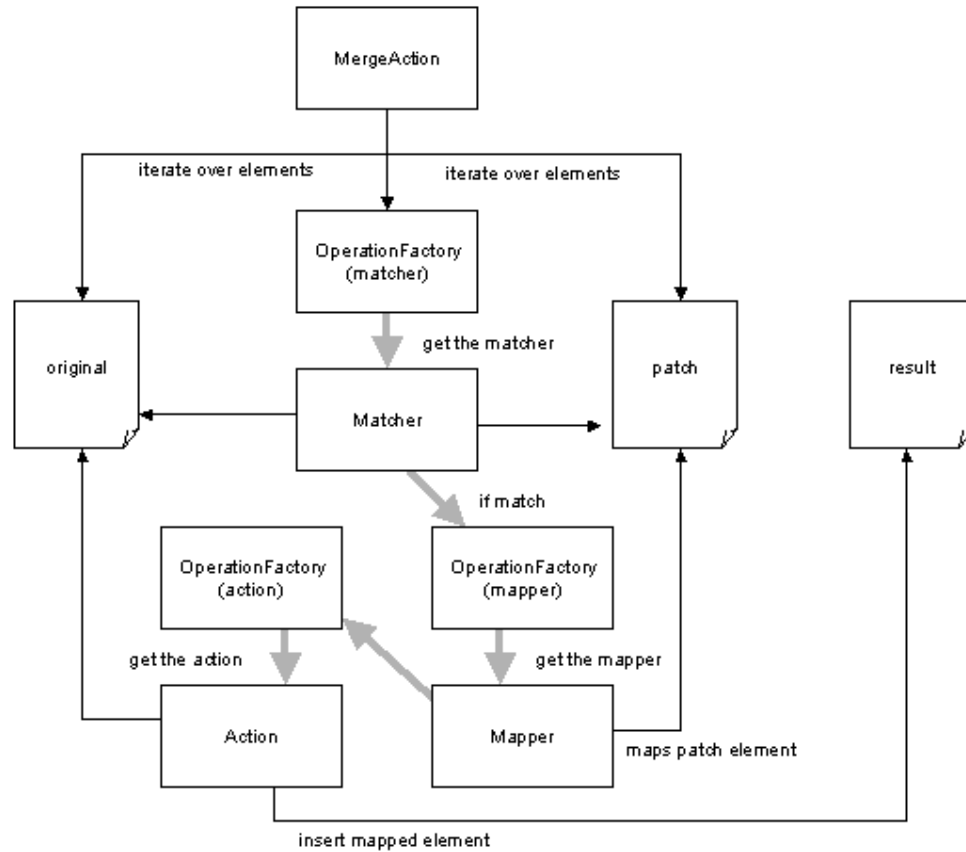 MergeAction
iterate over elements
iterate over elements
OperationFactory
(matcher)
get the matcher
original
patch
result
Matcher
if match
OperationFactory
(action)
OperationFactory
(mapper)
get the action
get the mapper
Action
Mapper
maps patch element
insert mapped element